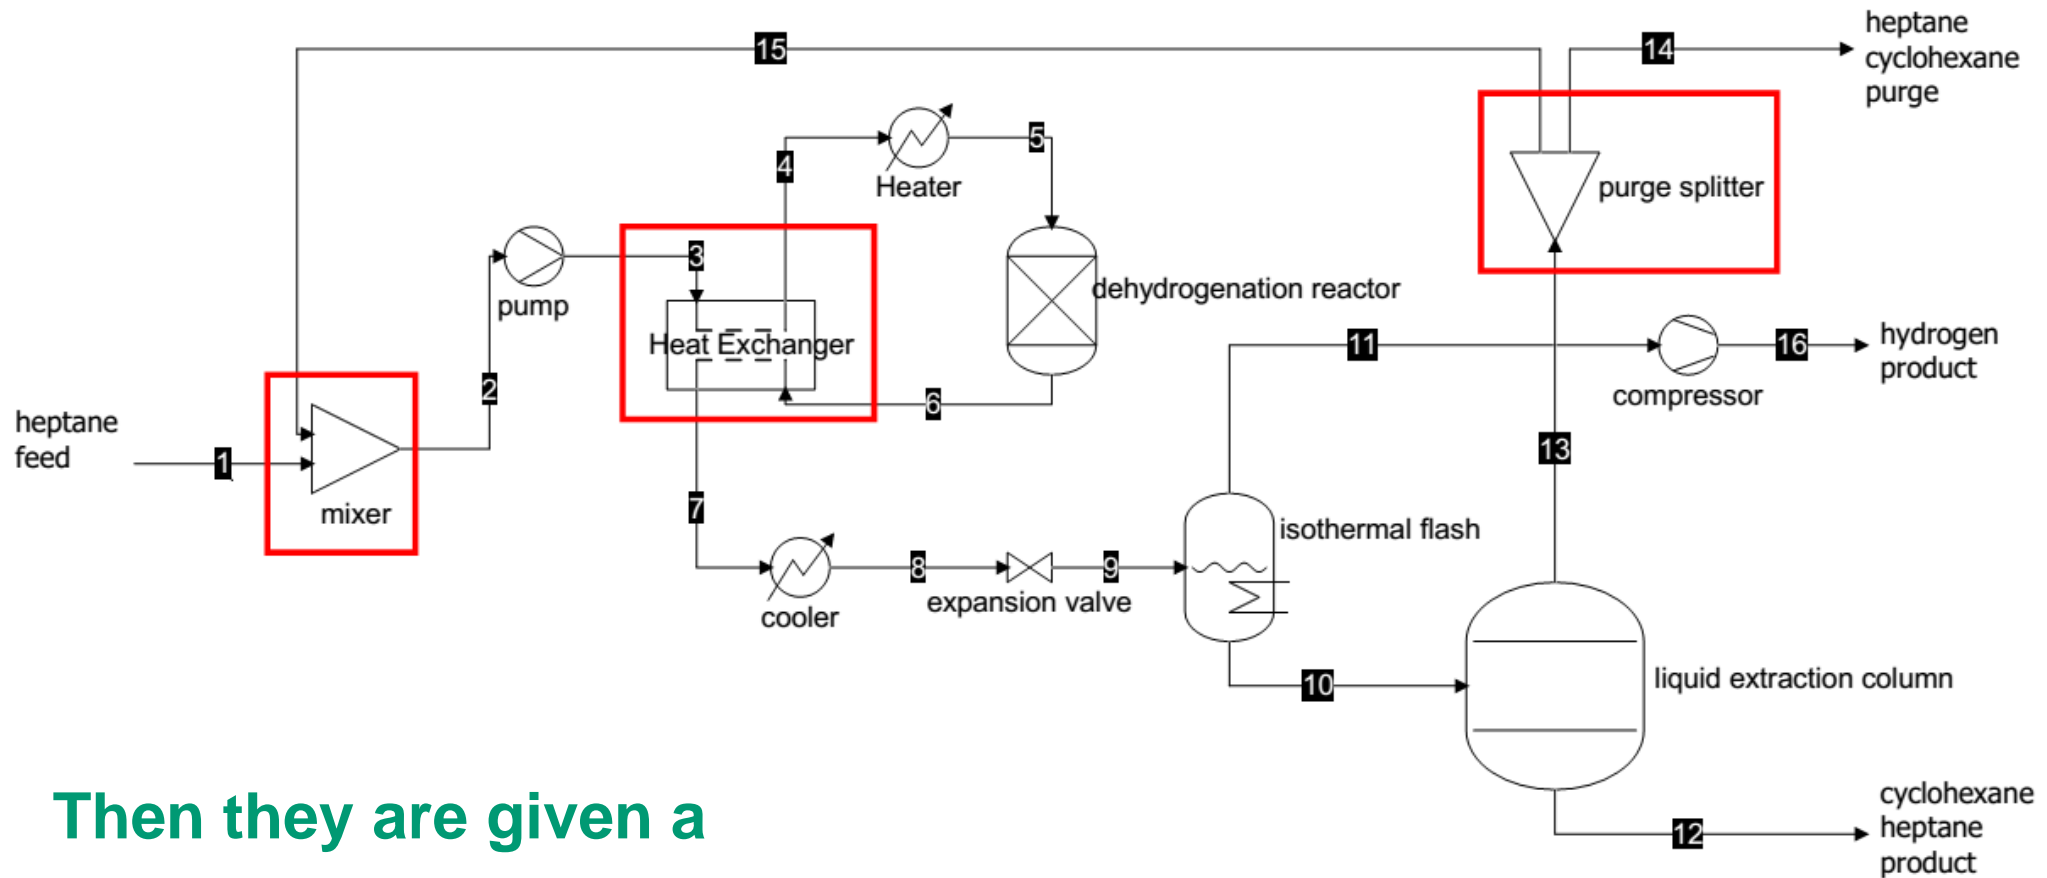 heptane
cyclohexane
purge
15
14
4
5
Heater
purge splitter
3
pump
dehydrogenation reactor
Heat Exchanger
11
16
hydrogen
product
compressor
2
6
heptane
feed
1
mixer
13
7
isothermal flash
8
9
expansion valve
cooler
10
liquid extraction column
cyclohexane
heptane
product
12
Then they are given a